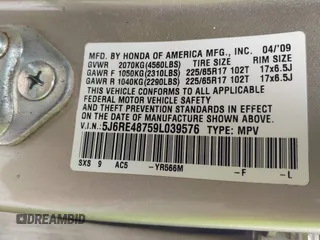 MFD. BY HONDA OF AMERICA MFG., INC. 04/'09
GVWR 2070KG(4560LBS) TIRE SIZE RIM SIZE
GAWR F 1050KG(2310LBS) 225/65R17 102T 17x6.5J
GAWR R 1040KG(2290LBS) 225/65R17 102T 17x6.5J
THIS VEHICLE CONFORMS TO ALL APPLICABLE
FEDERAL MOTOR VEHICLE SAFETY STANDARDS IN EFFECT
ON THE DATE OF MANUFACTURE SHOWN ABOVE.
V.I.N: 5J6RE48759L039576 TYPE: MPV
SXS 9 AC5 -YR566M -F -L
DREAMBID.COM